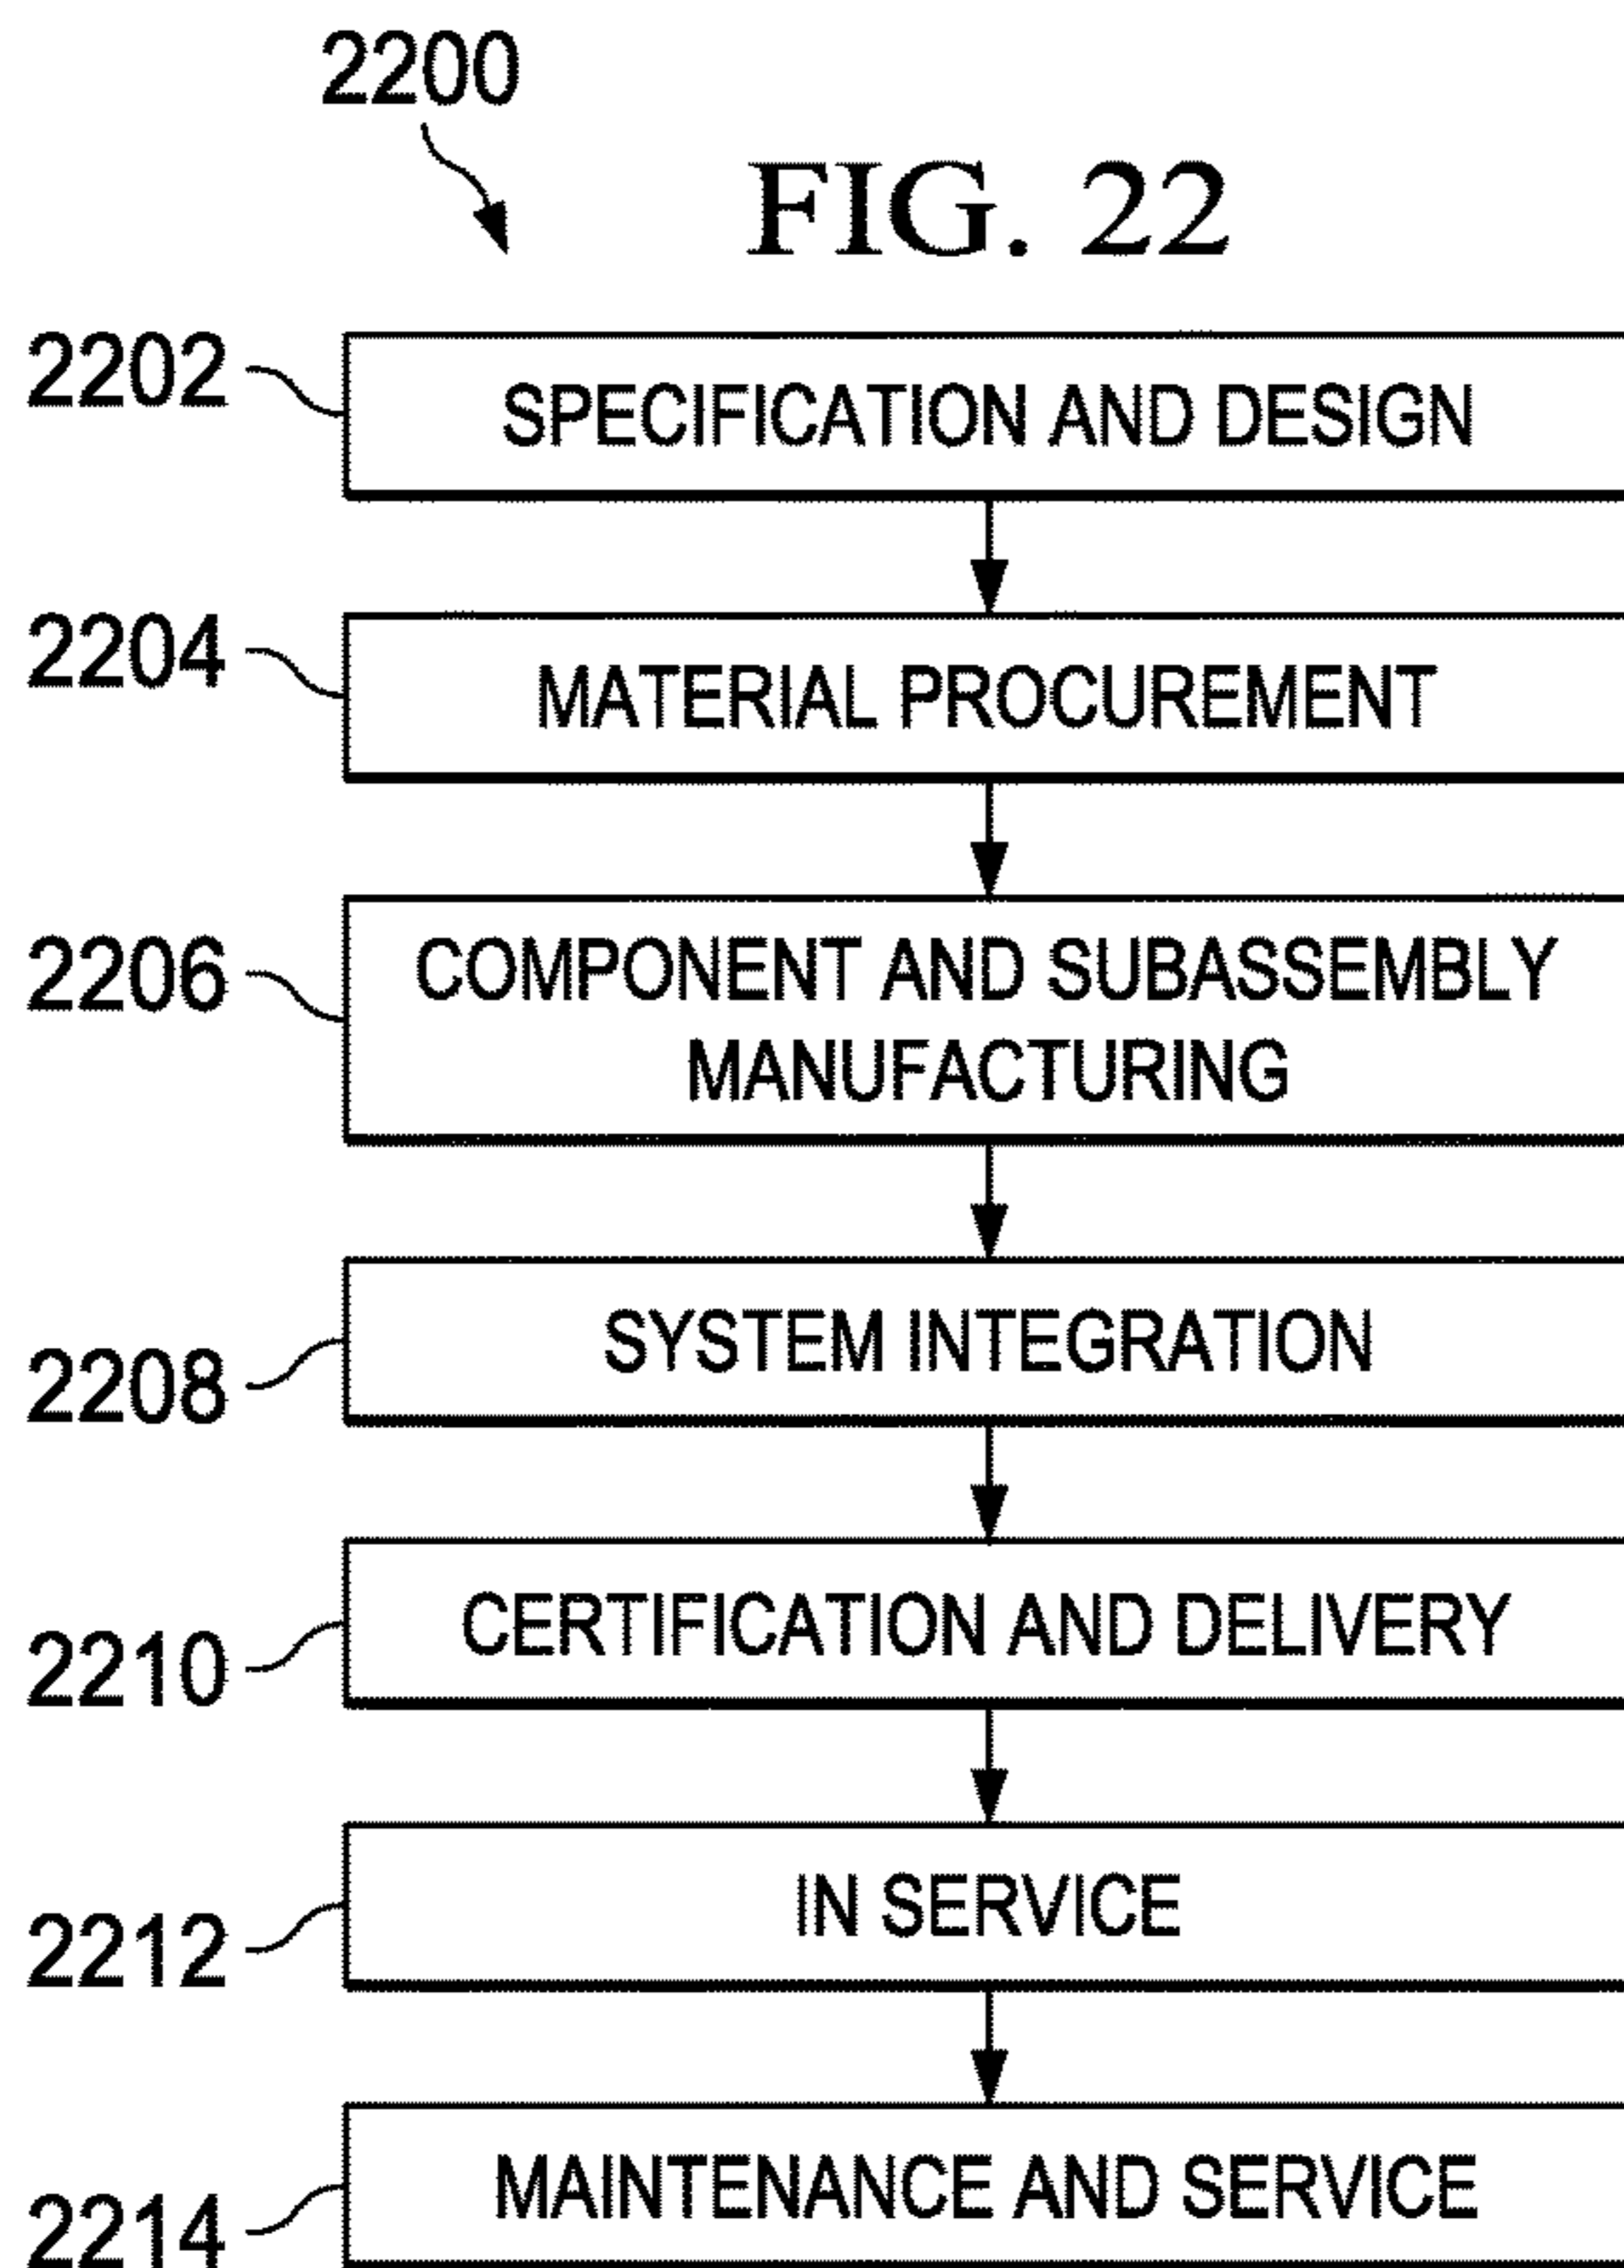 2200
FIG. 22
2202
SPECIFICATION AND DESIGN
2204
MATERIAL PROCUREMENT
2206
COMPONENT AND SUBASSEMBLY
MANUFACTURING
2208
SYSTEM INTEGRATION
2210
CERTIFICATION AND DELIVERY
2212
IN SERVICE
2214
MAINTENANCE AND SERVICE